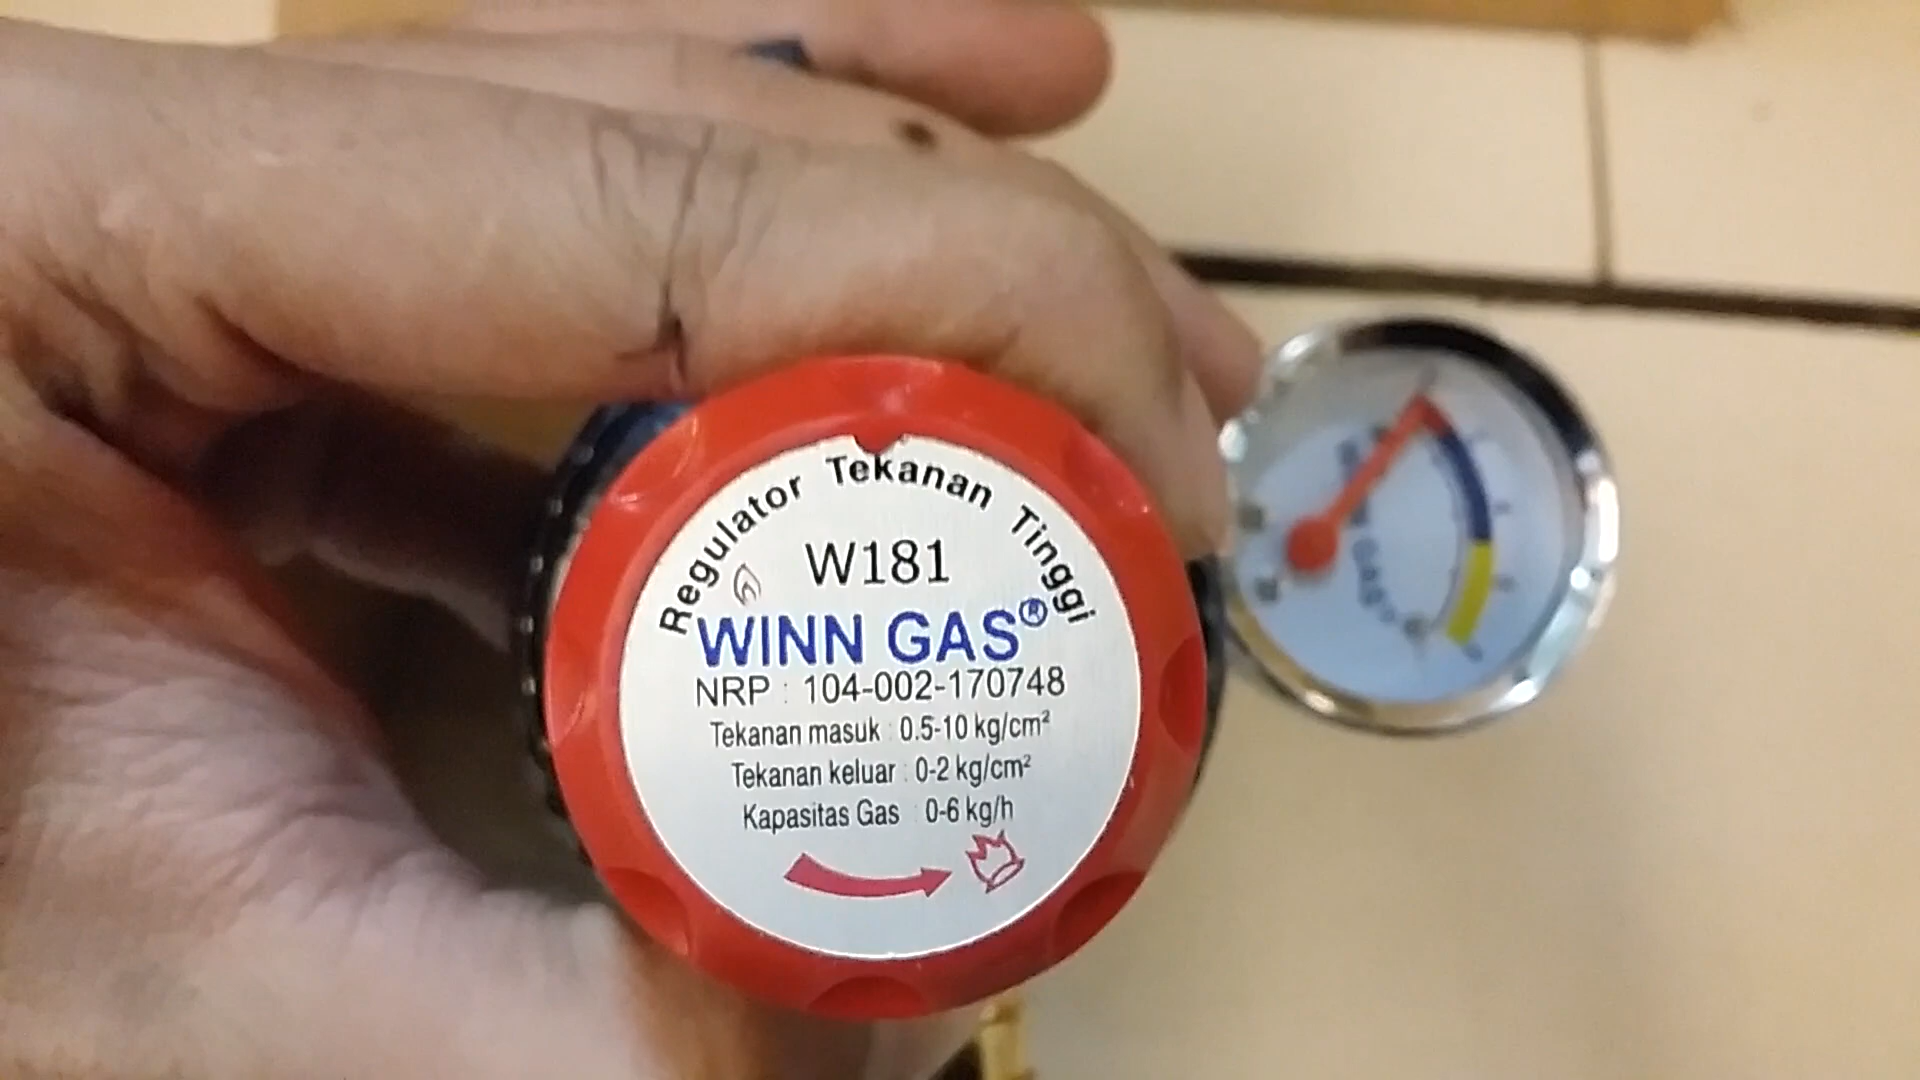 Regulator Tekanan Tinggi
W181
WINN GAS®
NRP : 104-002-170748
Tekanan masuk : 0.5-10 kg/cm²
Tekanan keluar : 0-2 kg/cm²
Kapasitas Gas : 0-6 kg/h